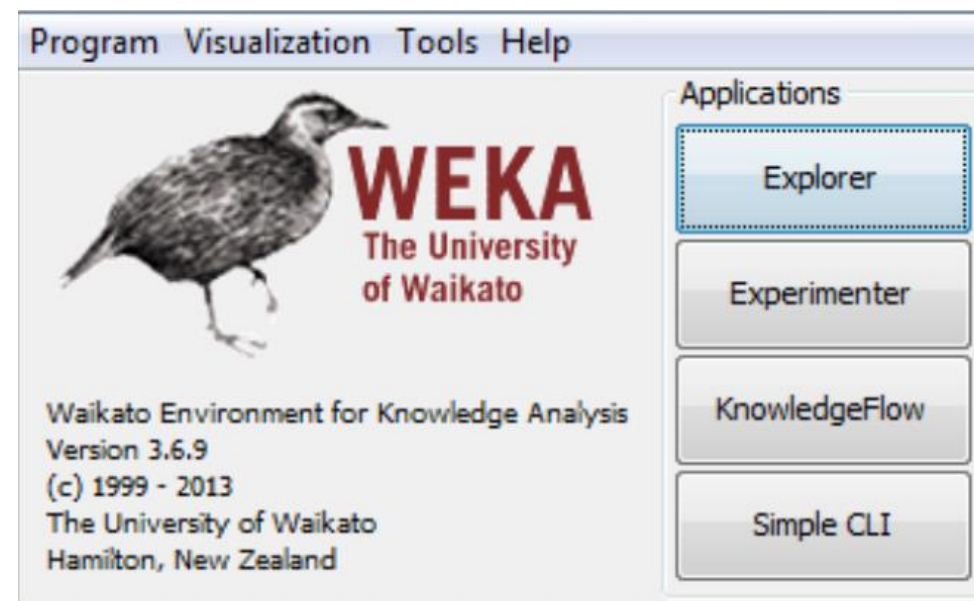 Program Visualization Tools Help
Applications
WEKA
The University
of Waikato
Explorer
Experimenter
KnowledgeFlow
Simple CLI
Waikato Environment for Knowledge Analysis
Version 3.6.9
(c) 1999 - 2013
The University of Waikato
Hamilton, New Zealand